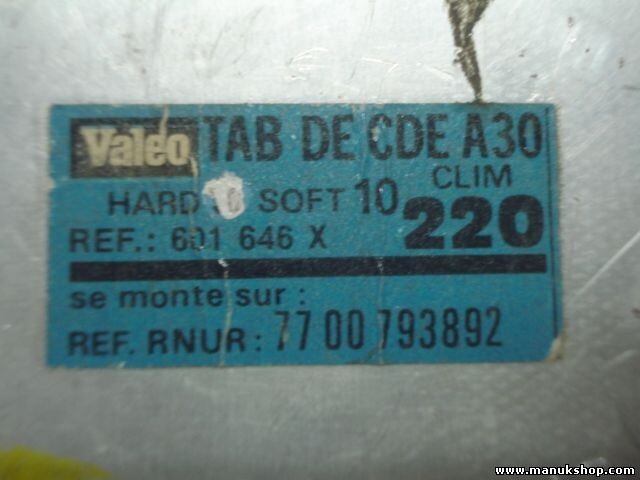 Valeo TAB DE CDE A30
CLIM
HARD SOFT 10 220
REF.: 601 646 X
se monte sur :
REF. RNUR : 77 00 793892
www.manukshop.com